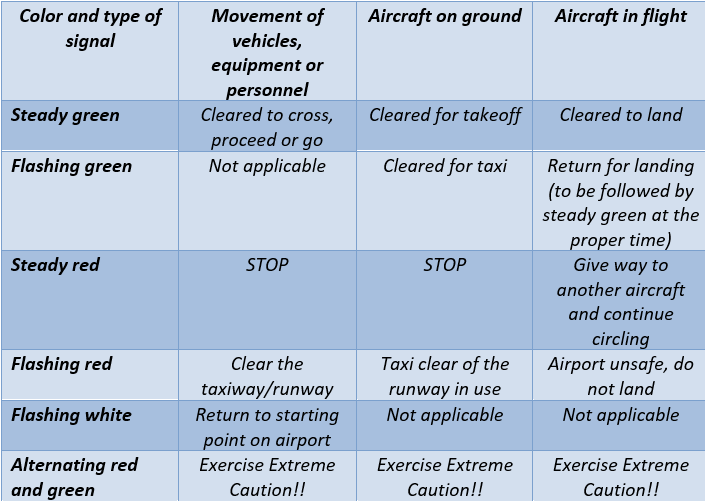 Color and type of signal Movement of vehicles, equipment or personnel Aircraft on ground Aircraft in flight
Steady green Cleared to cross, proceed or go Cleared for takeoff Cleared to land
Flashing green Not applicable Cleared for taxi Return for landing (to be followed by steady green at the proper time)
Steady red STOP STOP Give way to another aircraft and continue circling
Flashing red Clear the taxiway/runway Taxi clear of the runway in use Airport unsafe, do not land
Flashing white Return to starting point on airport Not applicable Not applicable
Alternating red and green Exercise Extreme Caution!! Exercise Extreme Caution!! Exercise Extreme Caution!!